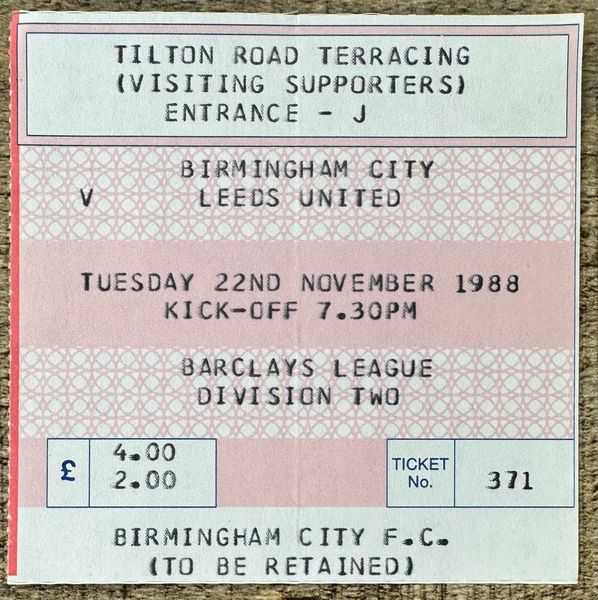 TILTON ROAD TERRACING
(VISITING SUPPORTERS)
ENTRANCE - J
BIRMINGHAM CITY
V LEEDS UNITED
TUESDAY 22ND NOVEMBER 1988
KICK-OFF 7.30PM
BARCLAYS LEAGUE
DIVISION TWO
£ 4.00
2.00
TICKET
No. 371
BIRMINGHAM CITY F.C.
(TO BE RETAINED)